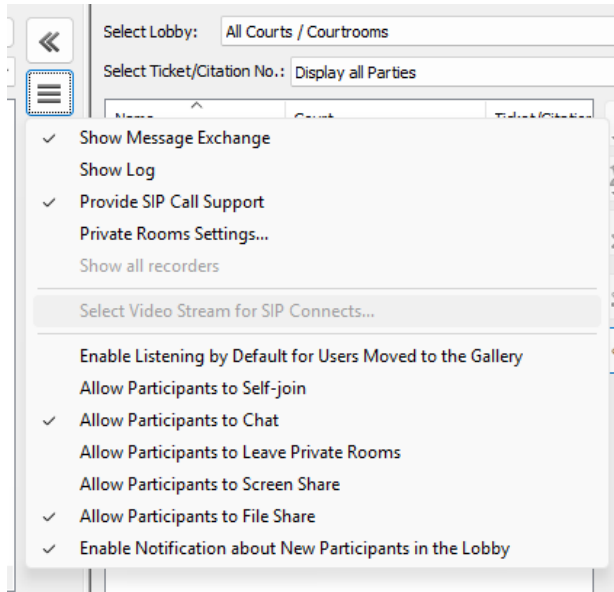 Select Lobby: All Courts / Courtrooms
Select Ticket/Citation No.: Display all Parties
Name Court Ticket/Citation
Show Message Exchange
Show Log
Provide SIP Call Support
Private Rooms Settings...
Show all recorders
Select Video Stream for SIP Connects...
Enable Listening by Default for Users Moved to the Gallery
Allow Participants to Self-join
Allow Participants to Chat
Allow Participants to Leave Private Rooms
Allow Participants to Screen Share
Allow Participants to File Share
Enable Notification about New Participants in the Lobby